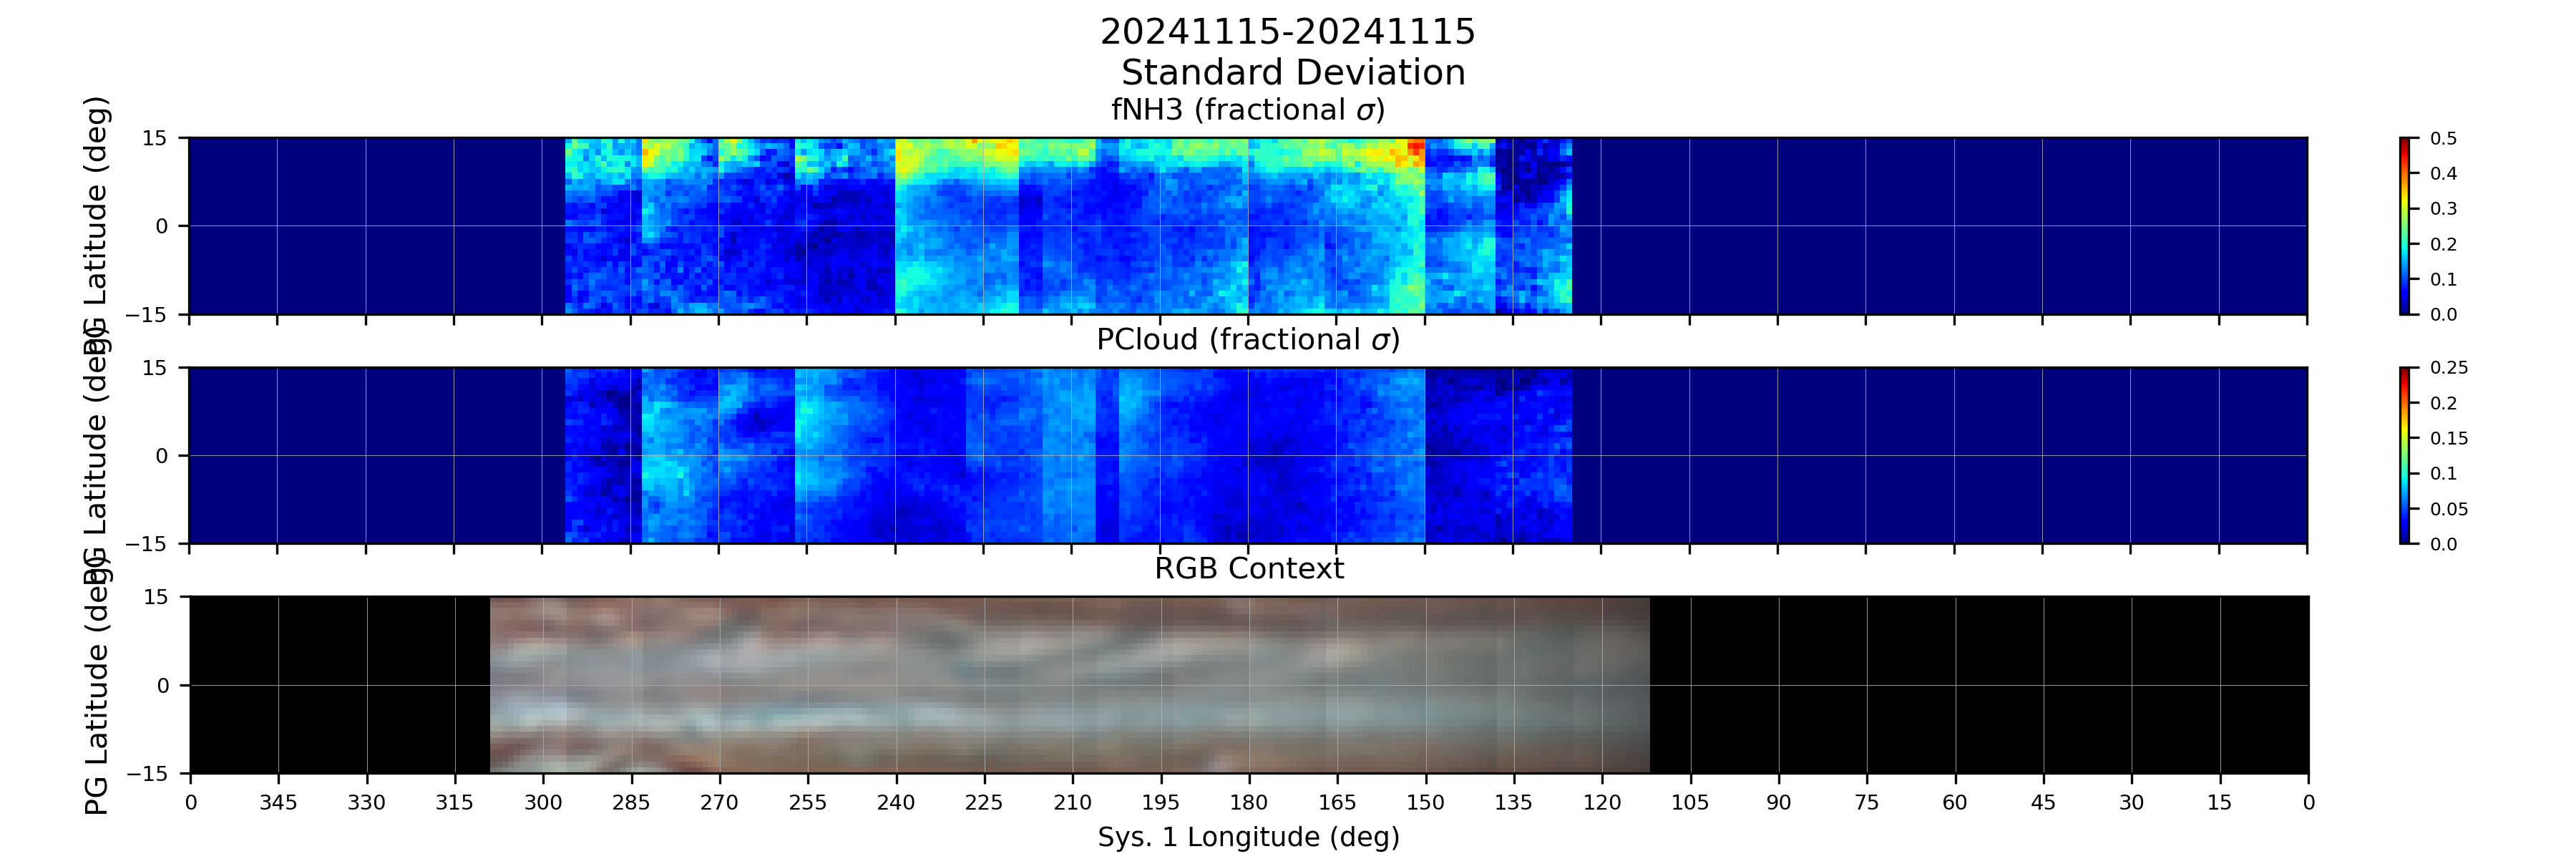 20241115-20241115
Standard Deviation
fNH3 (fractional σ)
PG Latitude (deg)
15
0
−15
0.5
0.4
0.3
0.2
0.1
0.0
PCloud (fractional σ)
PG Latitude (deg)
15
0
−15
0.25
0.2
0.15
0.1
0.05
0.0
RGB Context
PG Latitude (deg)
15
0
−15
0 345 330 315 300 285 270 255 240 225 210 195 180 165 150 135 120 105 90 75 60 45 30 15 0
Sys. 1 Longitude (deg)